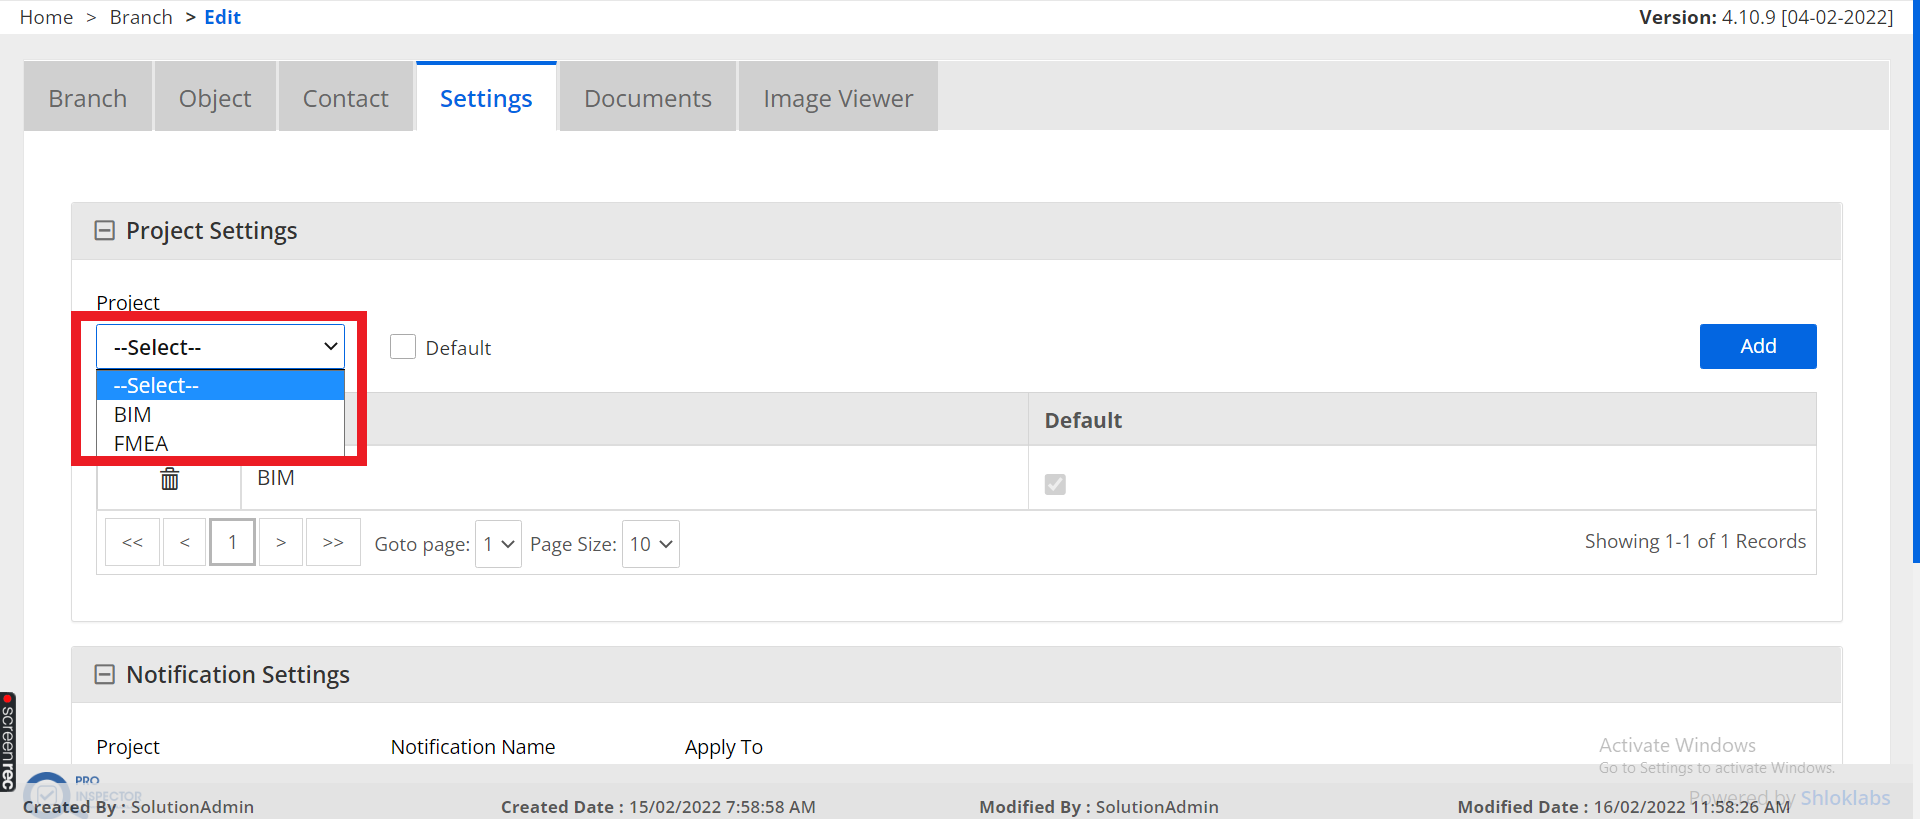 Home > Branch > Edit
Version: 4.10.9 [04-02-2022]
Branch Object Contact Settings Documents Image Viewer
Project Settings
Project
--Select--
Default
Add
--Select--
BIM
FMEA
Default
BIM
<< < 1 > >> Goto page: 1 Page Size: 10 Showing 1-1 of 1 Records
Notification Settings
Project Notification Name Apply To
Activate Windows
Go to Settings to activate Windows.
screenrec
PRO
INSPECTOR
Powered by Shloklabs
Created By : SolutionAdmin Created Date : 15/02/2022 7:58:58 AM Modified By : SolutionAdmin Modified Date : 16/02/2022 11:58:26 AM